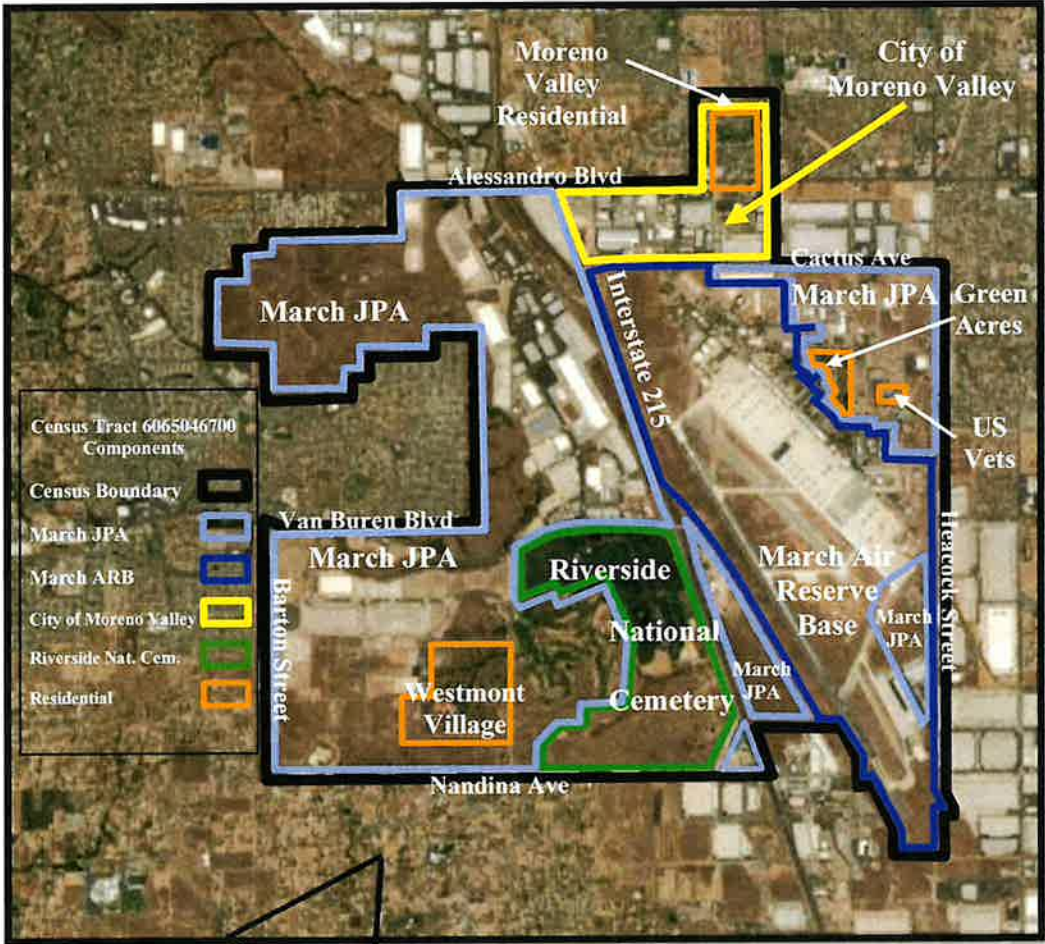 Moreno
Valley
Residential
City of
Moreno Valley
Alessandro Blvd
Cactus Ave
March JPA
Green
Acres
March JPA
Interstate 215
US
Vets
Census Tract 6065046700
Components
Census Boundary
March JPA
March ARB
City of Moreno Valley
Riverside Nat. Cem.
Residential
Van Buren Blvd
March JPA
Barton Street
Riverside
National
Cemetery
March Air
Reserve
Base
March
JPA
Heacock Street
March
JPA
Westmont
Village
Nandina Ave